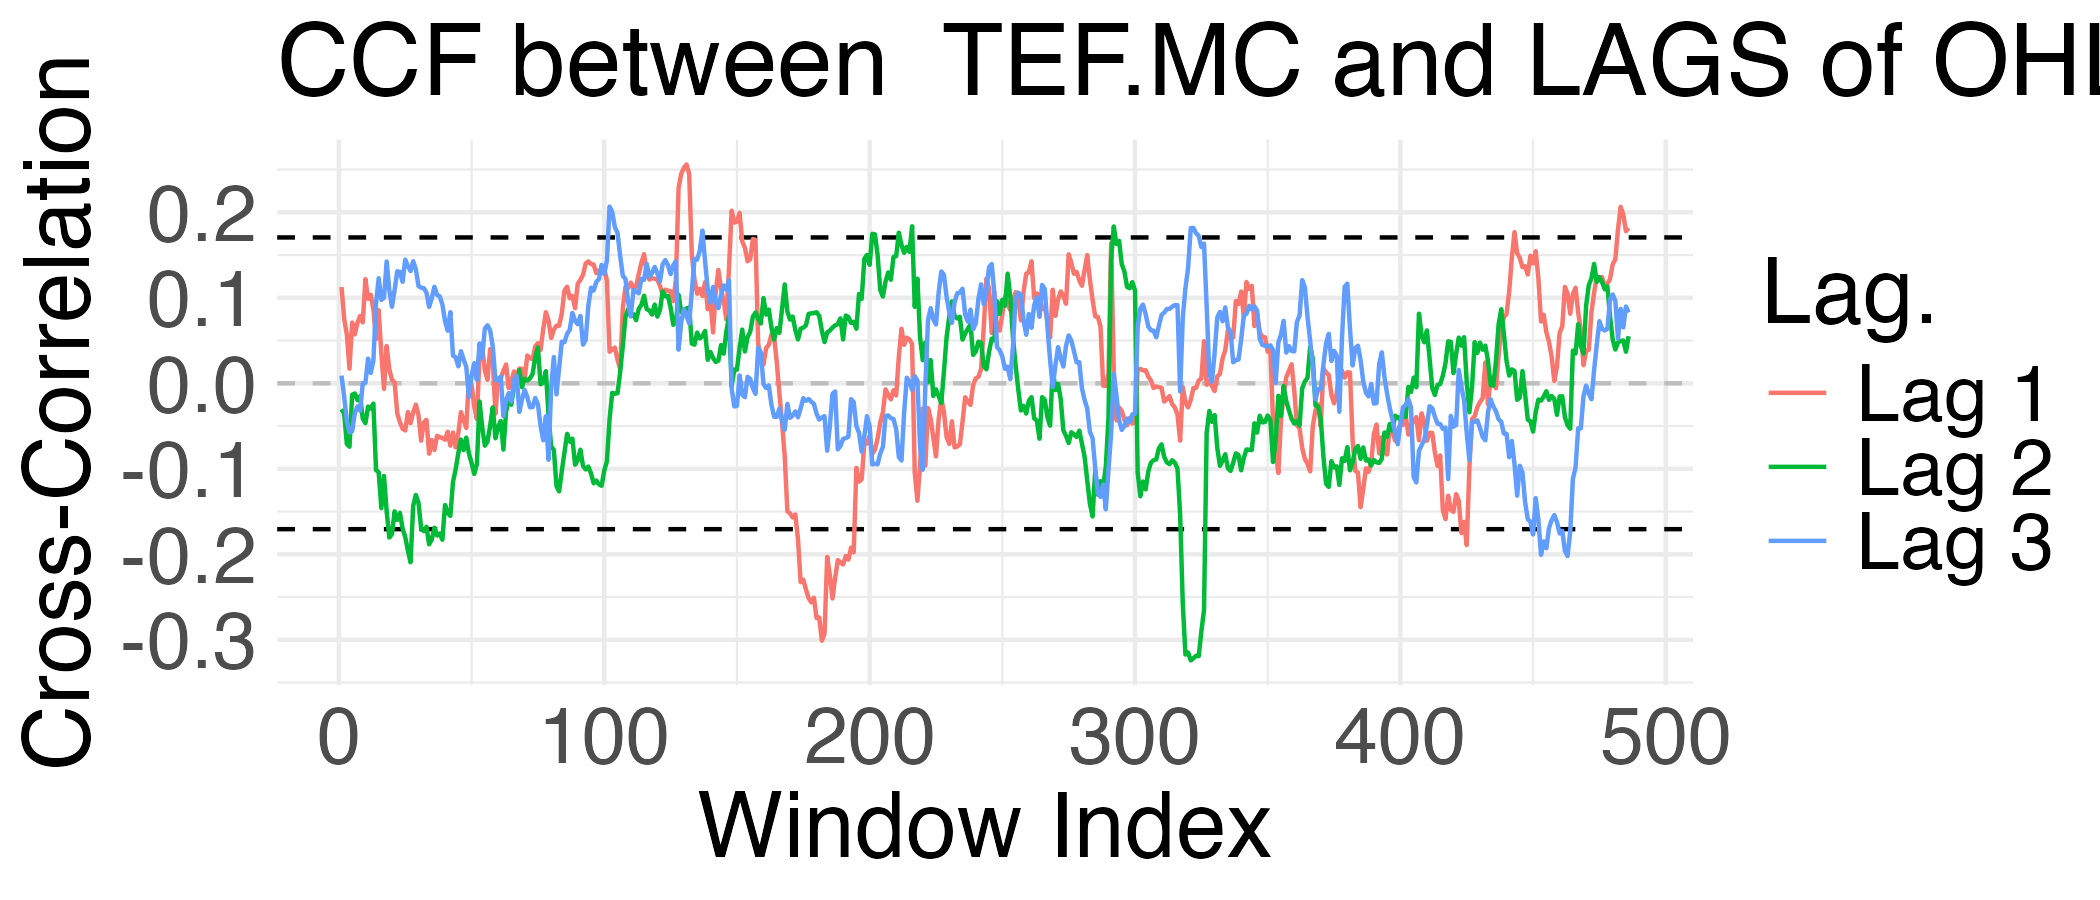 CCF between  TEF.MC and LAGS of OHL
Cross-Correlation
0.2
0.1
0.0
-0.1
-0.2
-0.3
0 100 200 300 400 500
Window Index
Lag.
Lag 1
Lag 2
Lag 3